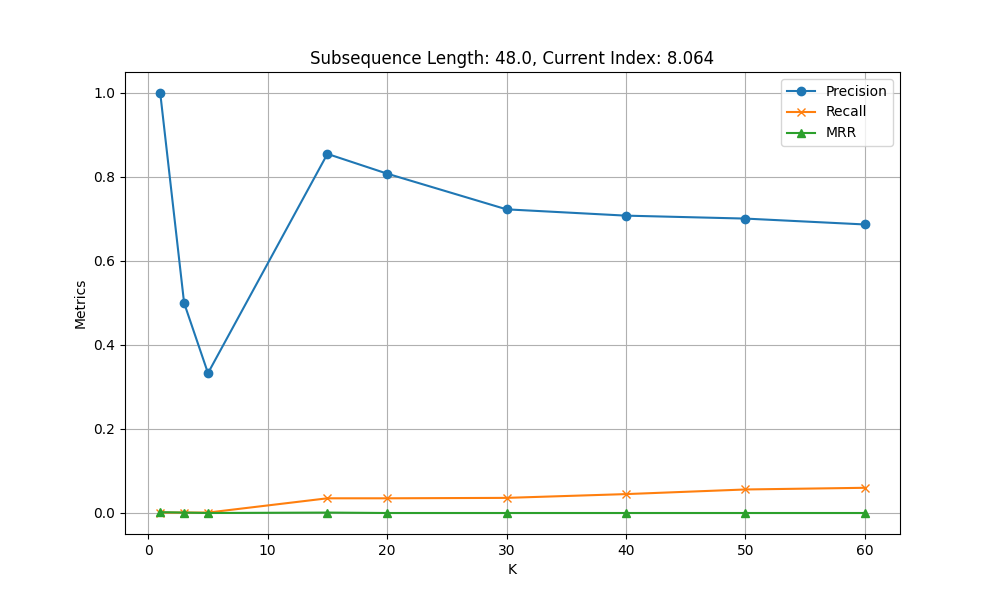 Subsequence Length: 48.0, Current Index: 8.064
Precision
Recall
MRR
Metrics
1.0
0.8
0.6
0.4
0.2
0.0
0 10 20 30 40 50 60
K